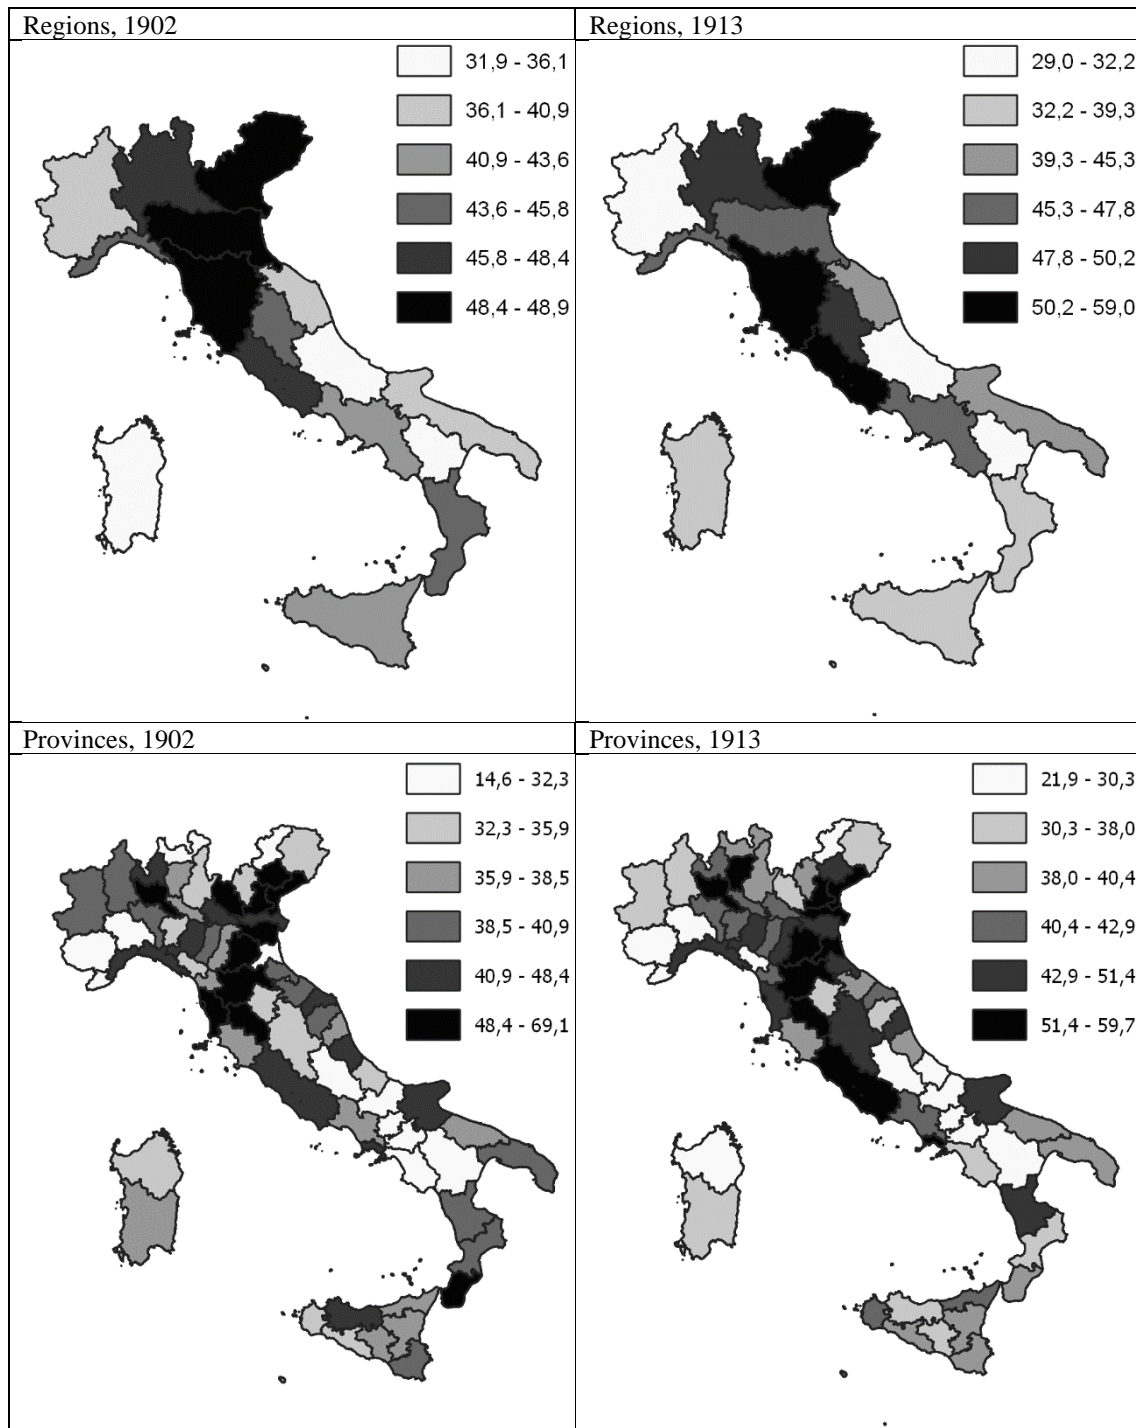 Regions, 1902
31,9 - 36,1
36,1 - 40,9
40,9 - 43,6
43,6 - 45,8
45,8 - 48,4
48,4 - 48,9
Regions, 1913
29,0 - 32,2
32,2 - 39,3
39,3 - 45,3
45,3 - 47,8
47,8 - 50,2
50,2 - 59,0
Provinces, 1902
14,6 - 32,3
32,3 - 35,9
35,9 - 38,5
38,5 - 40,9
40,9 - 48,4
48,4 - 69,1
Provinces, 1913
21,9 - 30,3
30,3 - 38,0
38,0 - 40,4
40,4 - 42,9
42,9 - 51,4
51,4 - 59,7